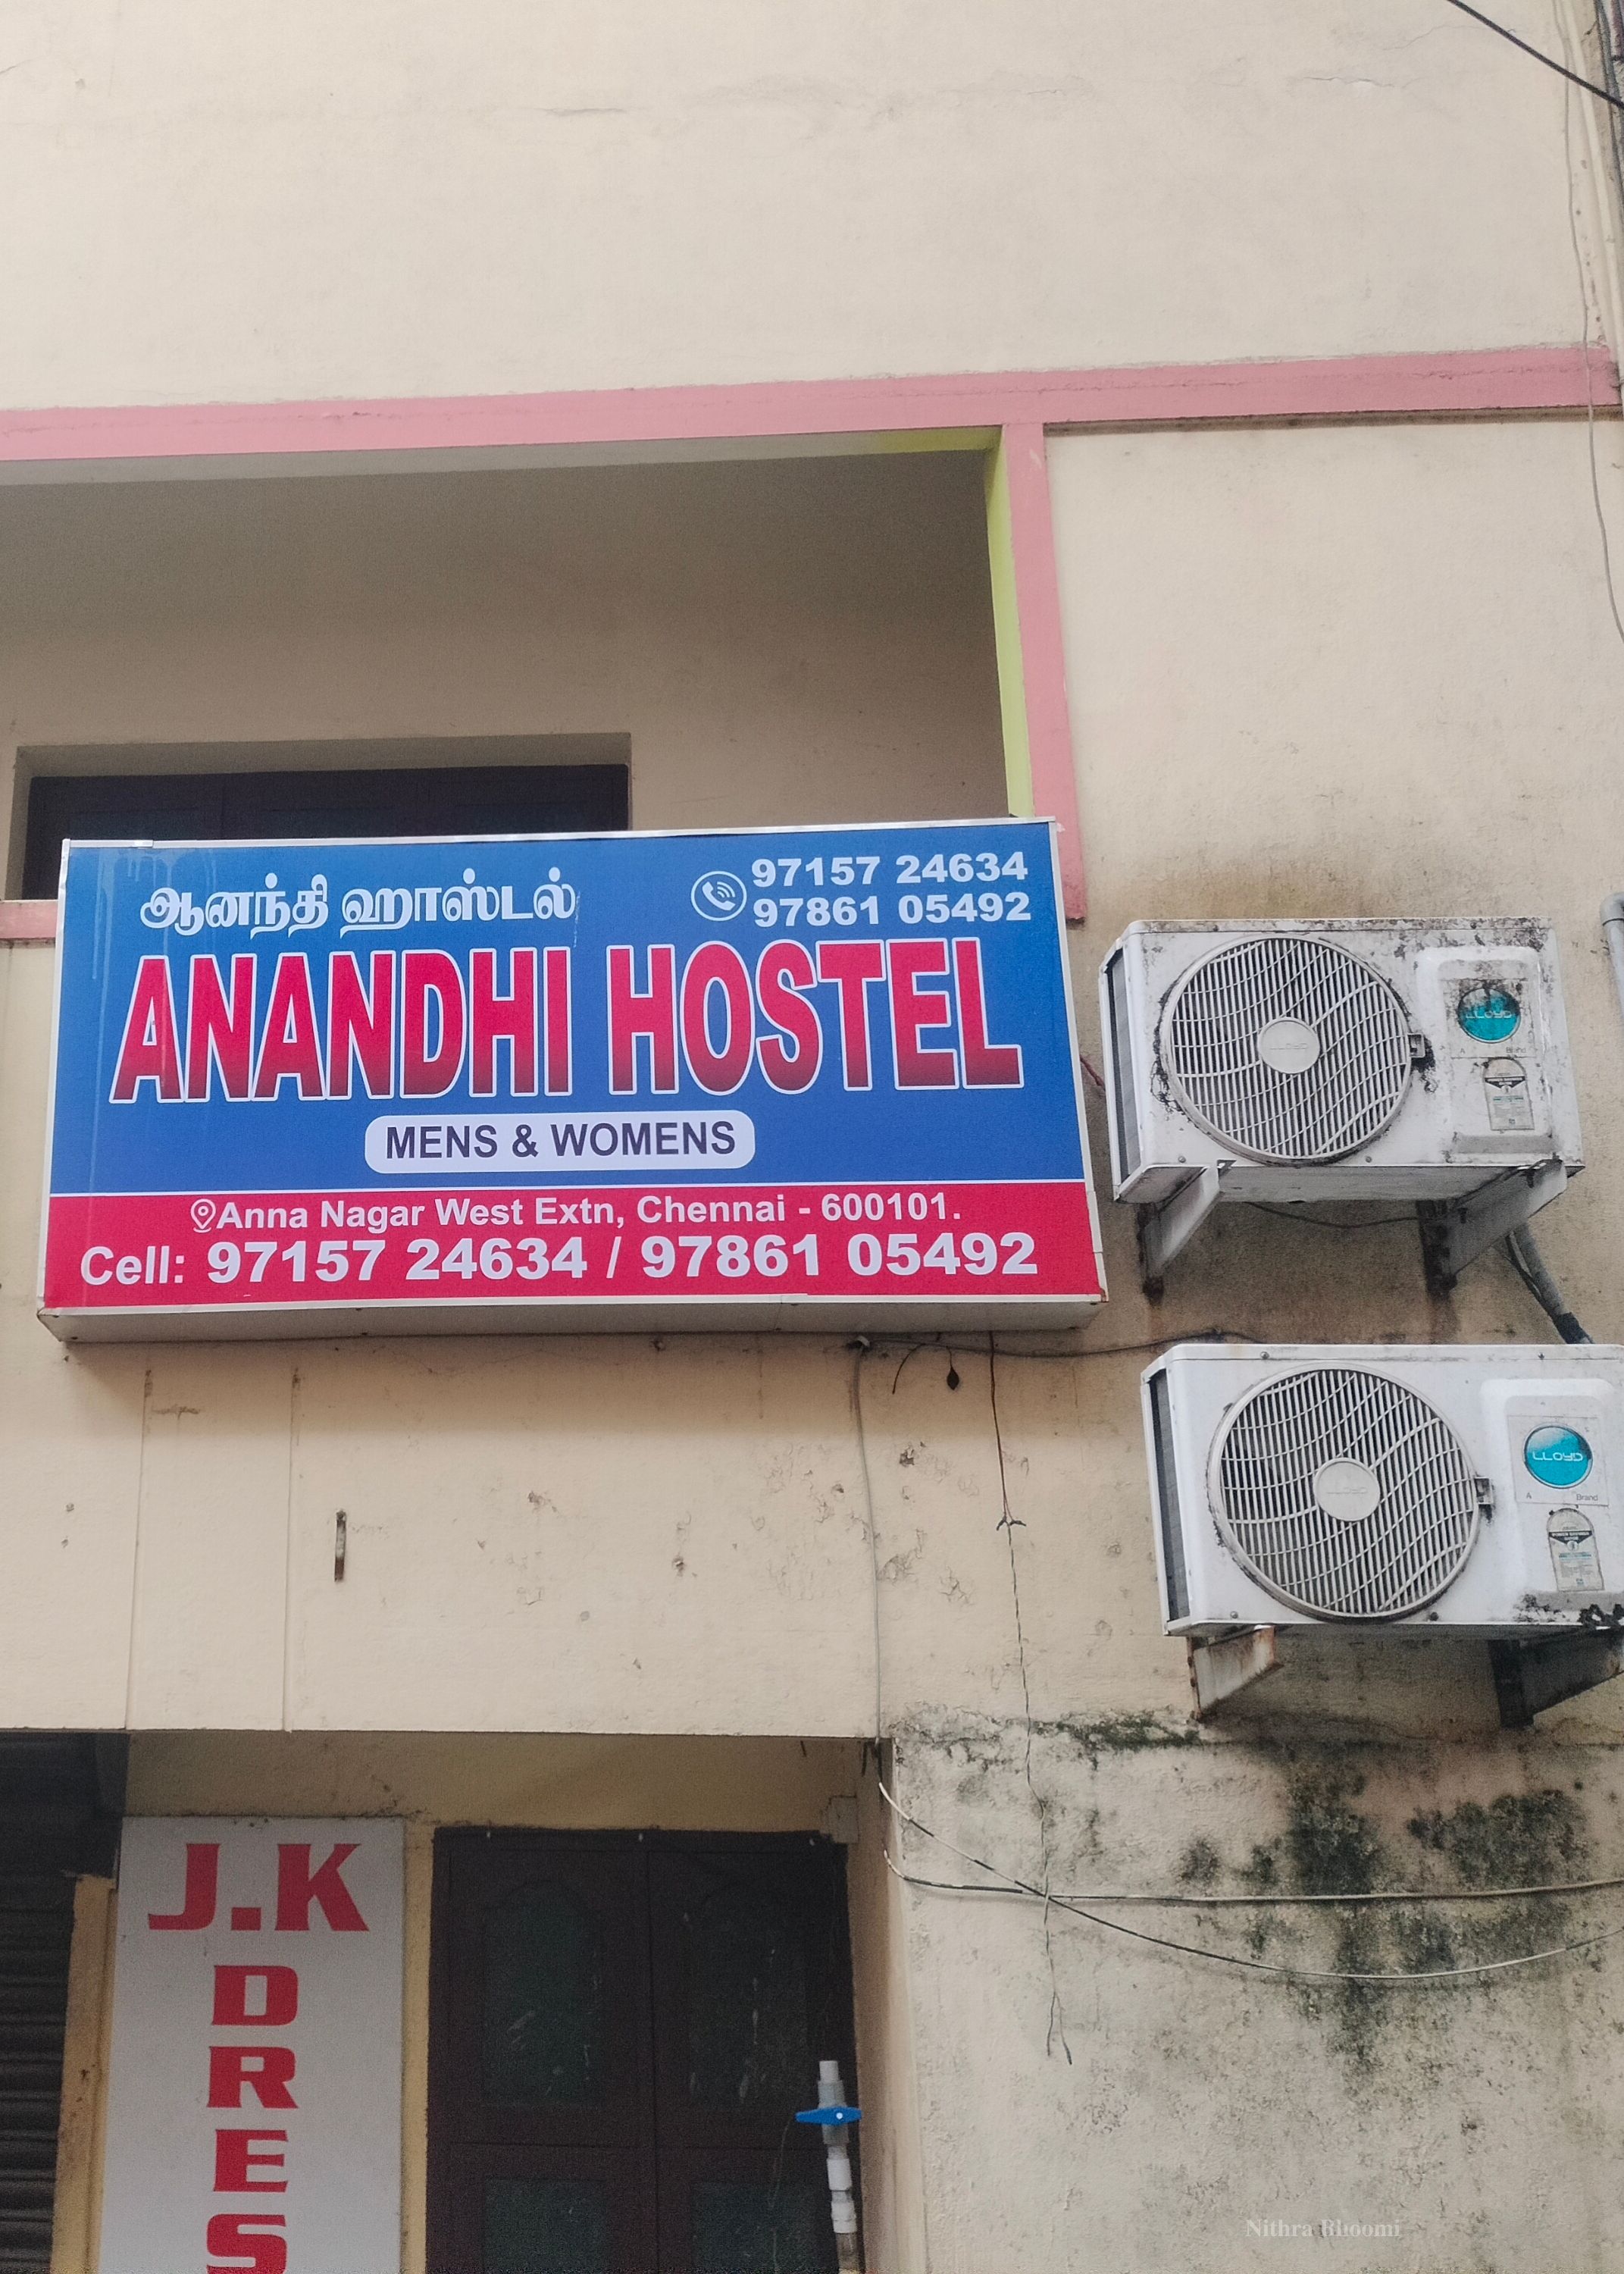 ஆனந்தி ஹாஸ்டல்
97157 24634
97861 05492
ANANDHI HOSTEL
MENS & WOMENS
Anna Nagar West Extn, Chennai - 600101.
Cell: 97157 24634 / 97861 05492
LLOYD
LLOYD
A Brand
J.K
D
R
E
S
Nithra Bhoomi